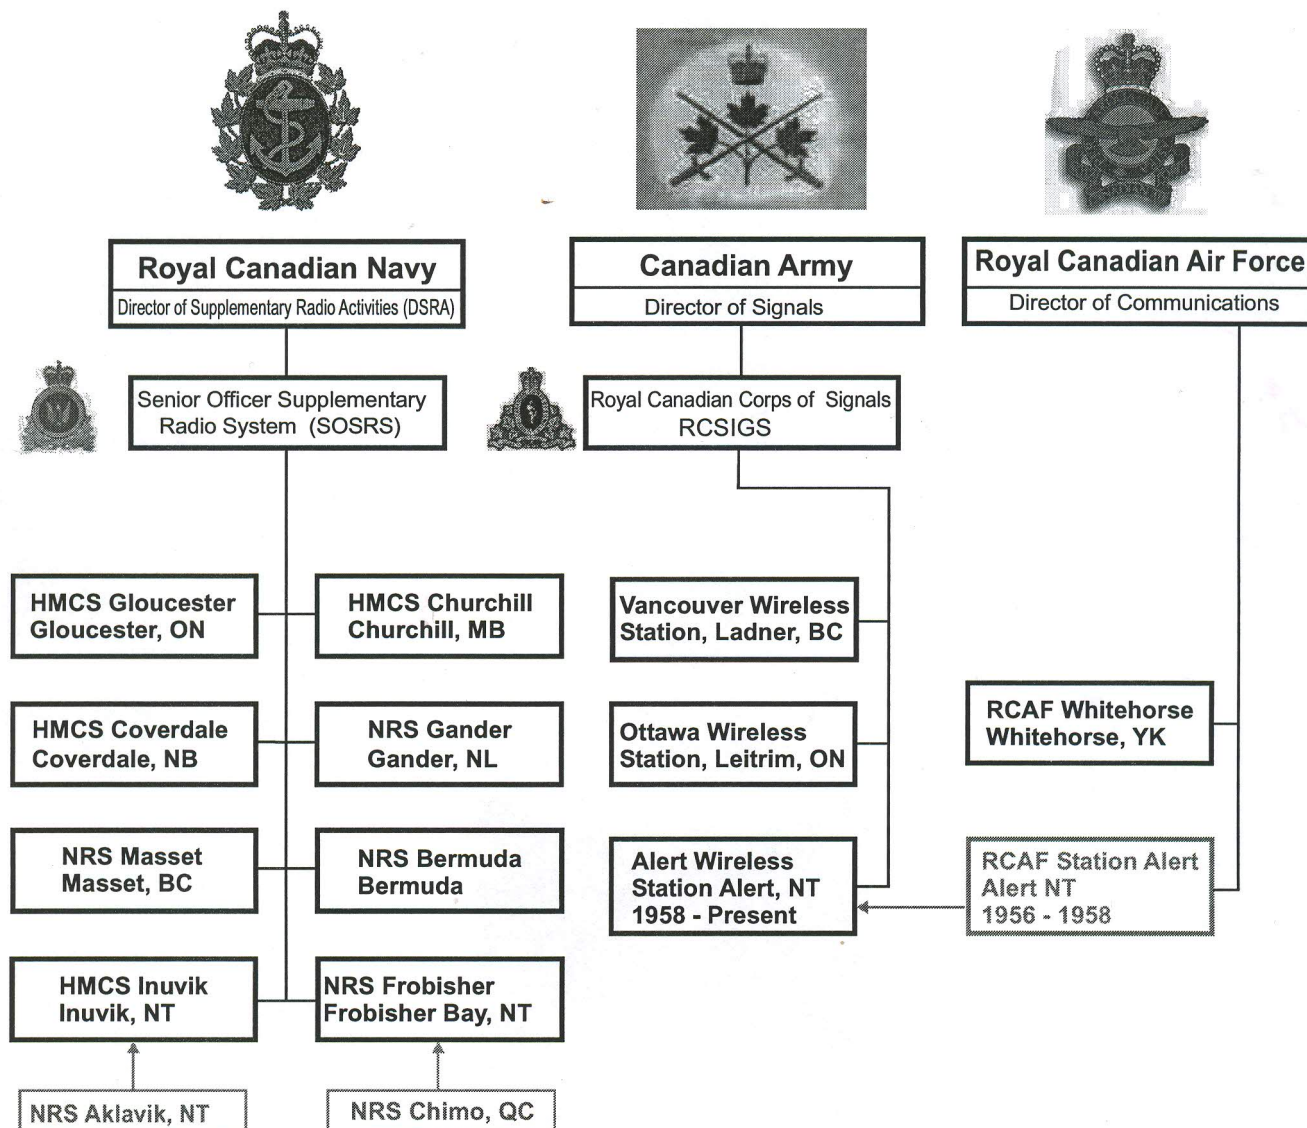 Royal Canadian Navy
Director of Supplementary Radio Activities (DSRA)
Canadian Army
Director of Signals
Royal Canadian Air Force
Director of Communications
Senior Officer Supplementary
Radio System (SOSRS)
Royal Canadian Corps of Signals
RCSIGS
HMCS Gloucester
Gloucester, ON
HMCS Churchill
Churchill, MB
Vancouver Wireless
Station, Ladner, BC
HMCS Coverdale
Coverdale, NB
NRS Gander
Gander, NL
Ottawa Wireless
Station, Leitrim, ON
RCAF Whitehorse
Whitehorse, YK
NRS Masset
Masset, BC
NRS Bermuda
Bermuda
Alert Wireless
Station Alert, NT
1958 - Present
RCAF Station Alert
Alert NT
1956 - 1958
HMCS Inuvik
Inuvik, NT
NRS Frobisher
Frobisher Bay, NT
NRS Aklavik, NT
NRS Chimo, QC